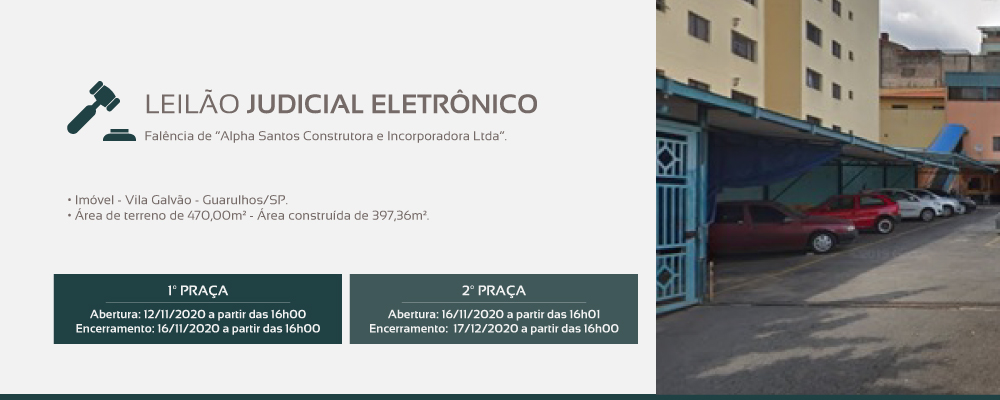 LEILÃO JUDICIAL ELETRÔNICO
Falência de "Alpha Santos Construtora e Incorporadora Ltda".
• Imóvel - Vila Galvão - Guarulhos/SP.
• Área de terreno de 470,00m² - Área construída de 397,36m².
1° PRAÇA
Abertura: 12/11/2020 a partir das 16h00
Encerramento: 16/11/2020 a partir das 16h00
2° PRAÇA
Abertura: 16/11/2020 a partir das 16h01
Encerramento: 17/12/2020 a partir das 16h00